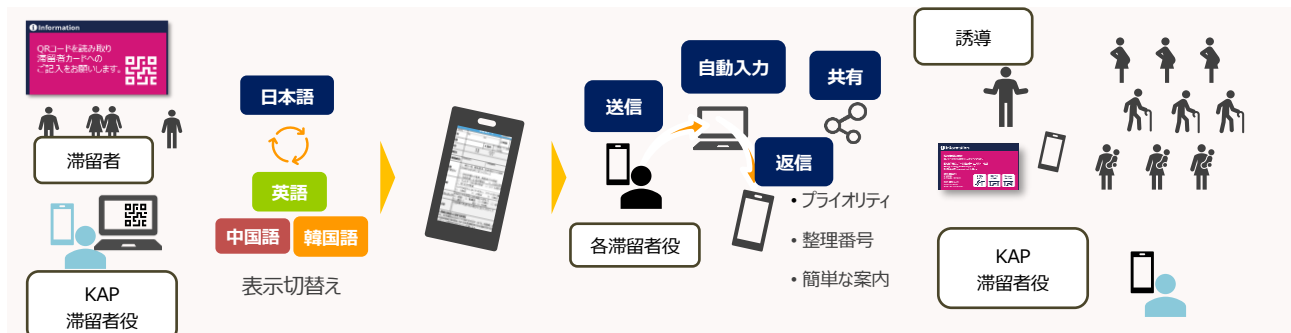 Information
QRコードを読み取り
滞留者カードへの
ご記入をお願いします。
滞留者
KAP
滞留者役
日本語
英語
中国語
韓国語
表示切替え
送信
自動入力
共有
返信
各滞留者役
・プライオリティ
・整理番号
・簡単な案内
誘導
Information
KAP
滞留者役